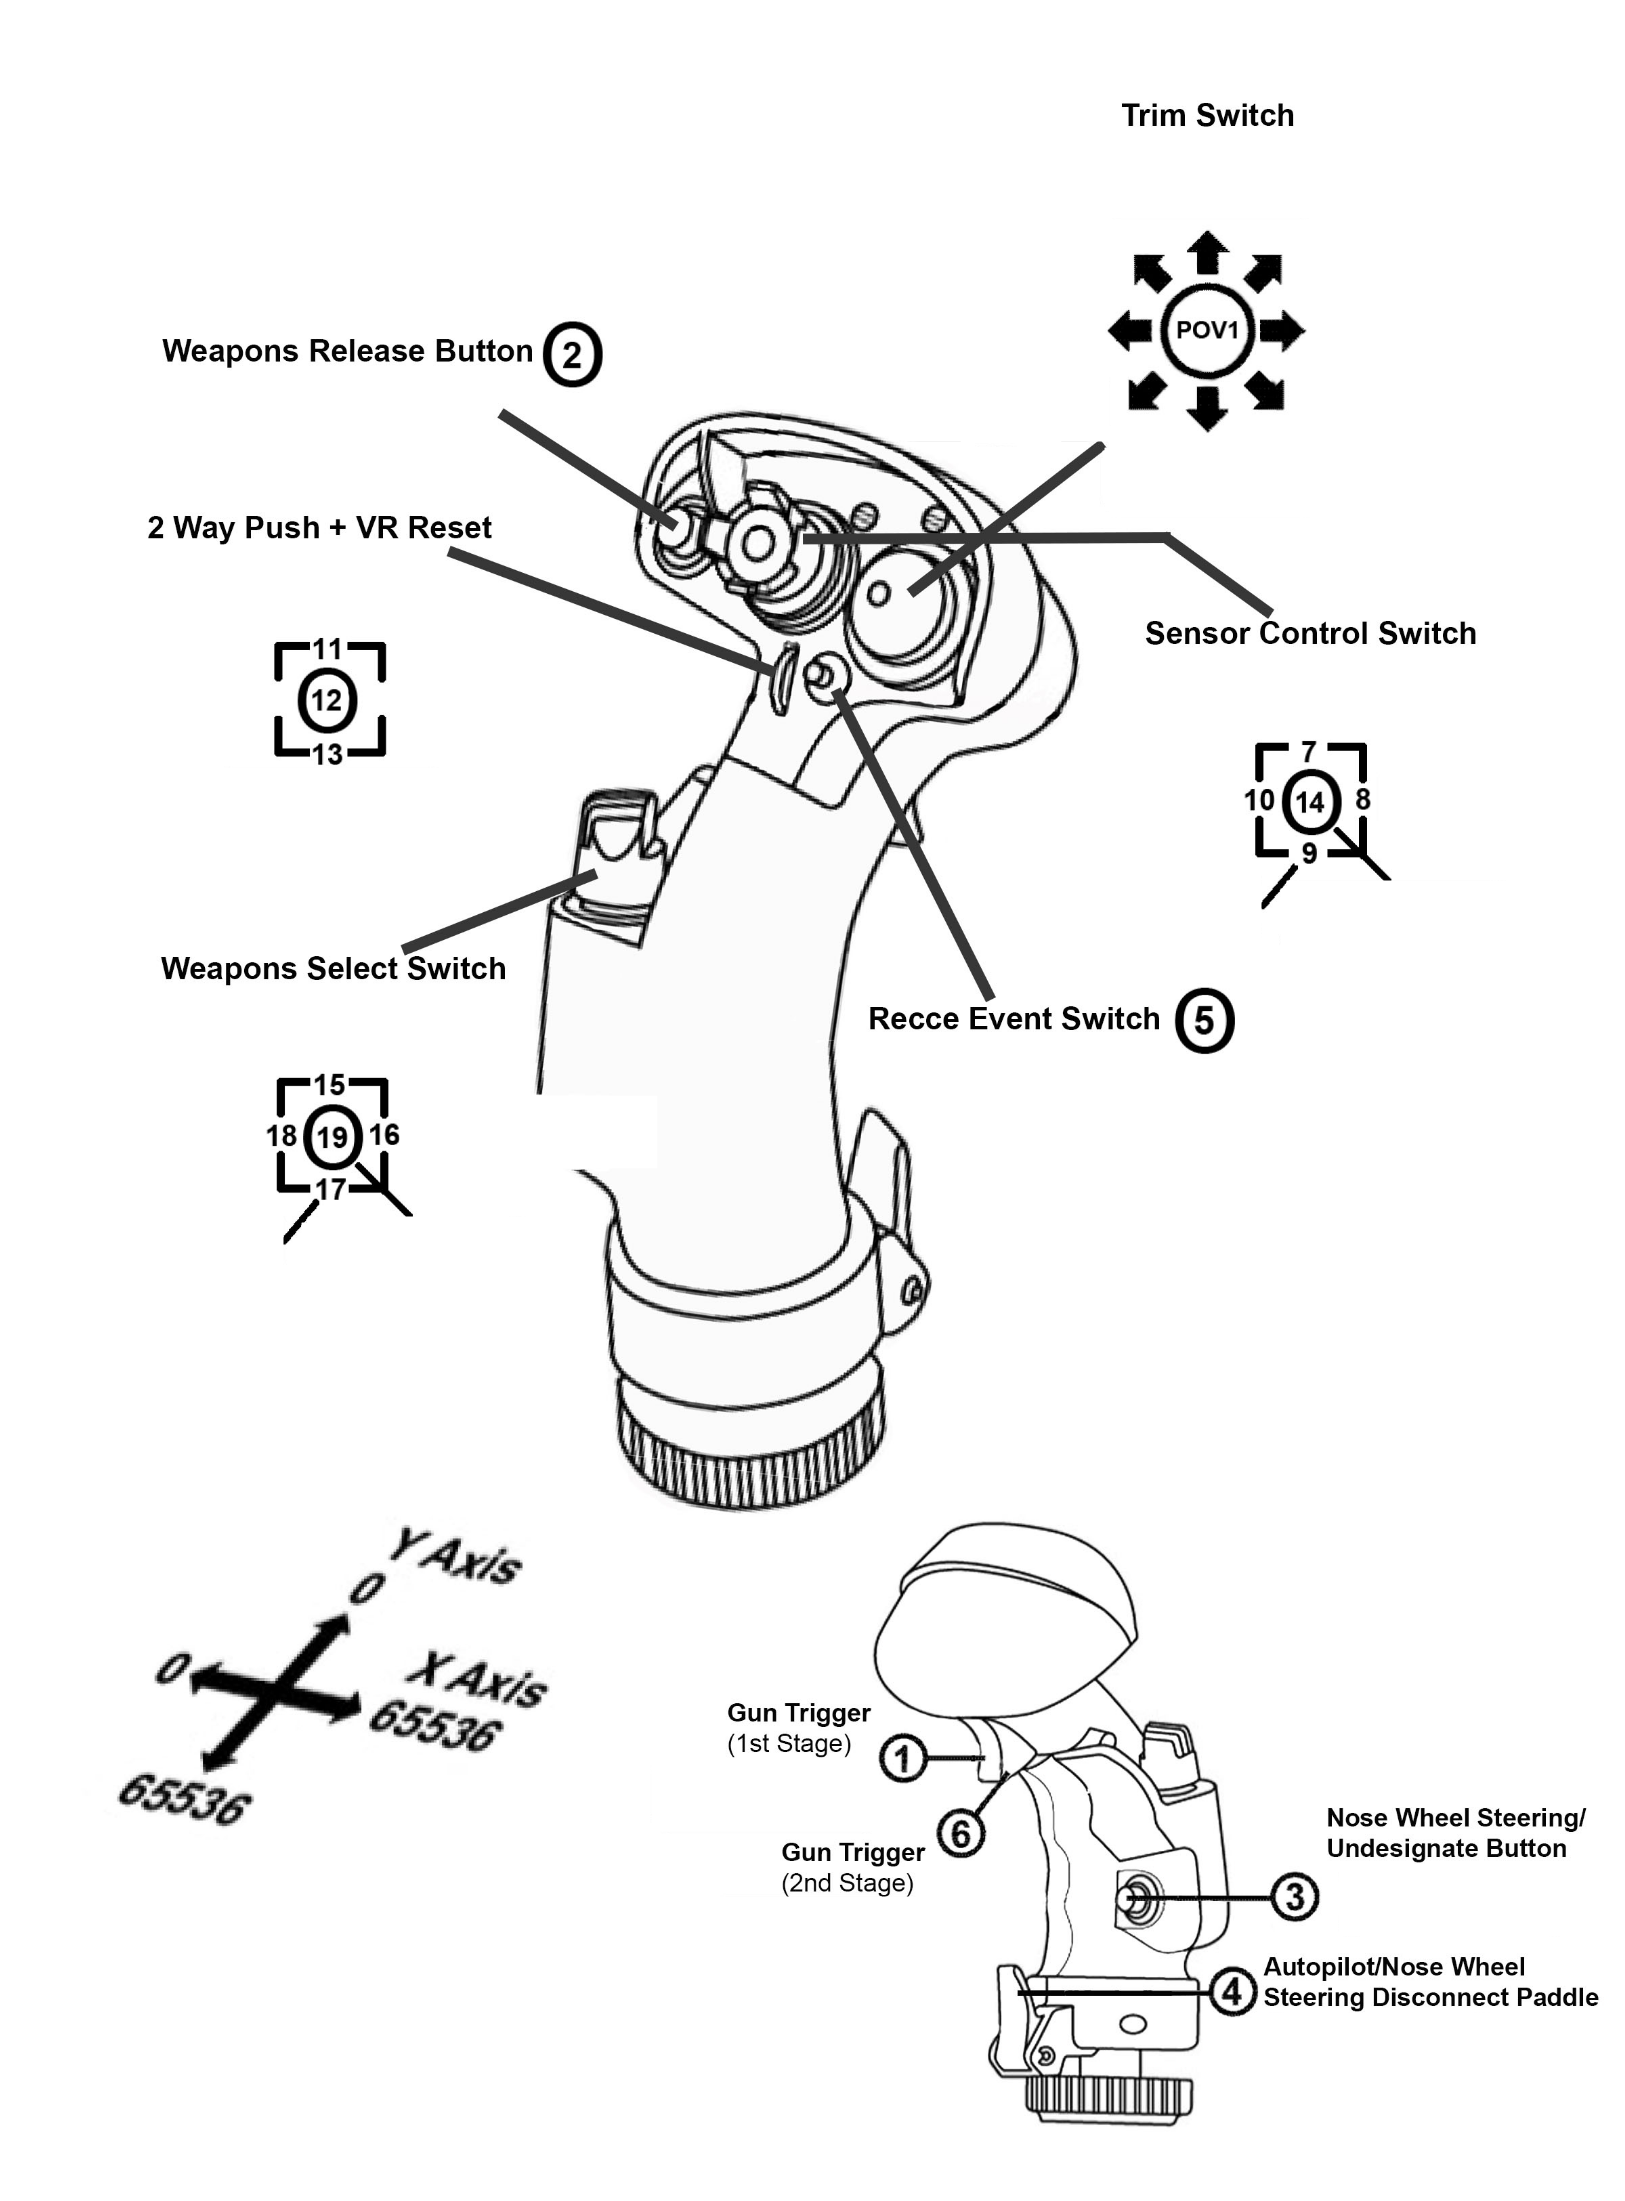 Trim Switch
POV1
Weapons Release Button 2
2 Way Push + VR Reset
Sensor Control Switch
11
12
13
7
10 14 8
9
Weapons Select Switch
Recce Event Switch 5
15
18 19 16
17
Y Axis
0
0
X Axis
65536
65536
Gun Trigger
(1st Stage)
1
6
Gun Trigger
(2nd Stage)
Nose Wheel Steering/
Undesignate Button
3
4
Autopilot/Nose Wheel
Steering Disconnect Paddle